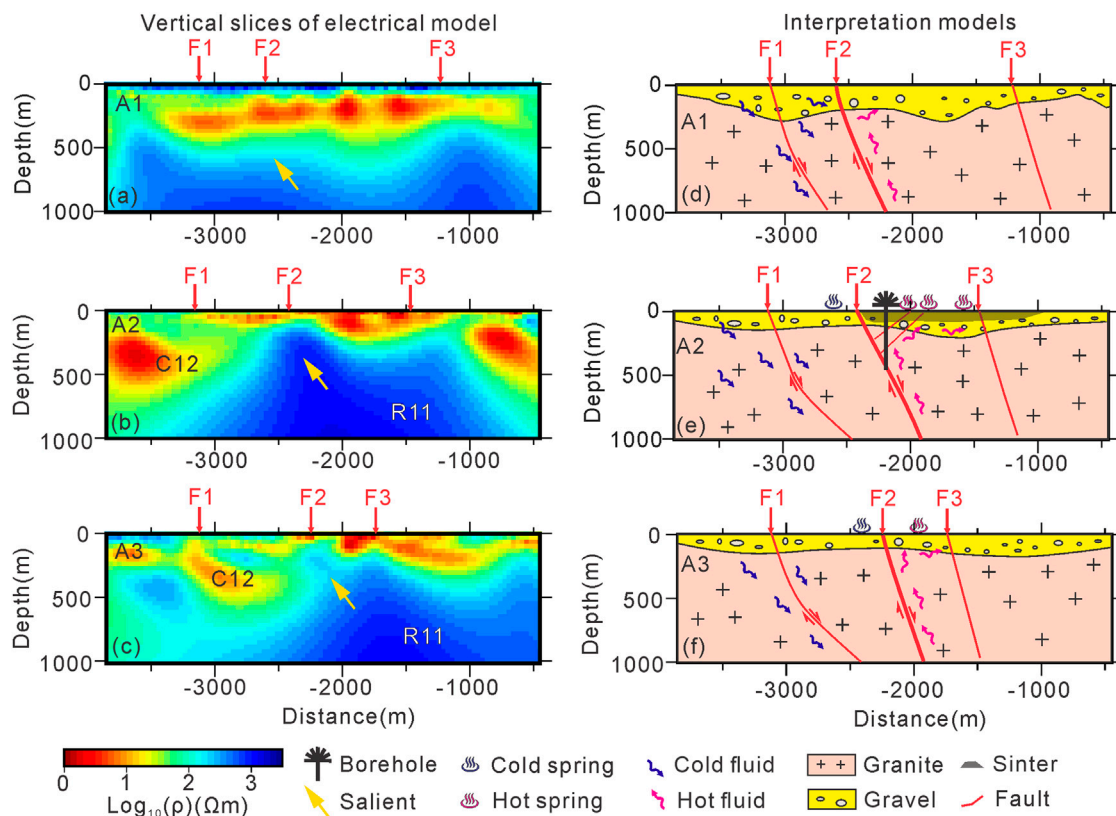 Vertical slices of electrical model
Interpretation models
F1 F2 F3
F1 F2 F3
0
A1
Depth(m)
500
(a)
1000
-3000 -2000 -1000
0
A1
Depth(m)
500
(d)
1000
-3000 -2000 -1000
F1 F2 F3
F1 F2 F3
0
A2
C12
Depth(m)
500
R11
(b)
1000
-3000 -2000 -1000
0
A2
Depth(m)
500
(e)
1000
-3000 -2000 -1000
F1 F2 F3
F1 F2 F3
0
A3
C12
Depth(m)
500
R11
(c)
1000
-3000 -2000 -1000
Distance(m)
0
A3
Depth(m)
500
(f)
1000
-3000 -2000 -1000
Distance(m)
0 1 2 3
Log10(ρ)(Ωm)
Borehole
Salient
Cold spring
Hot spring
Cold fluid
Hot fluid
Granite
Gravel
Sinter
Fault